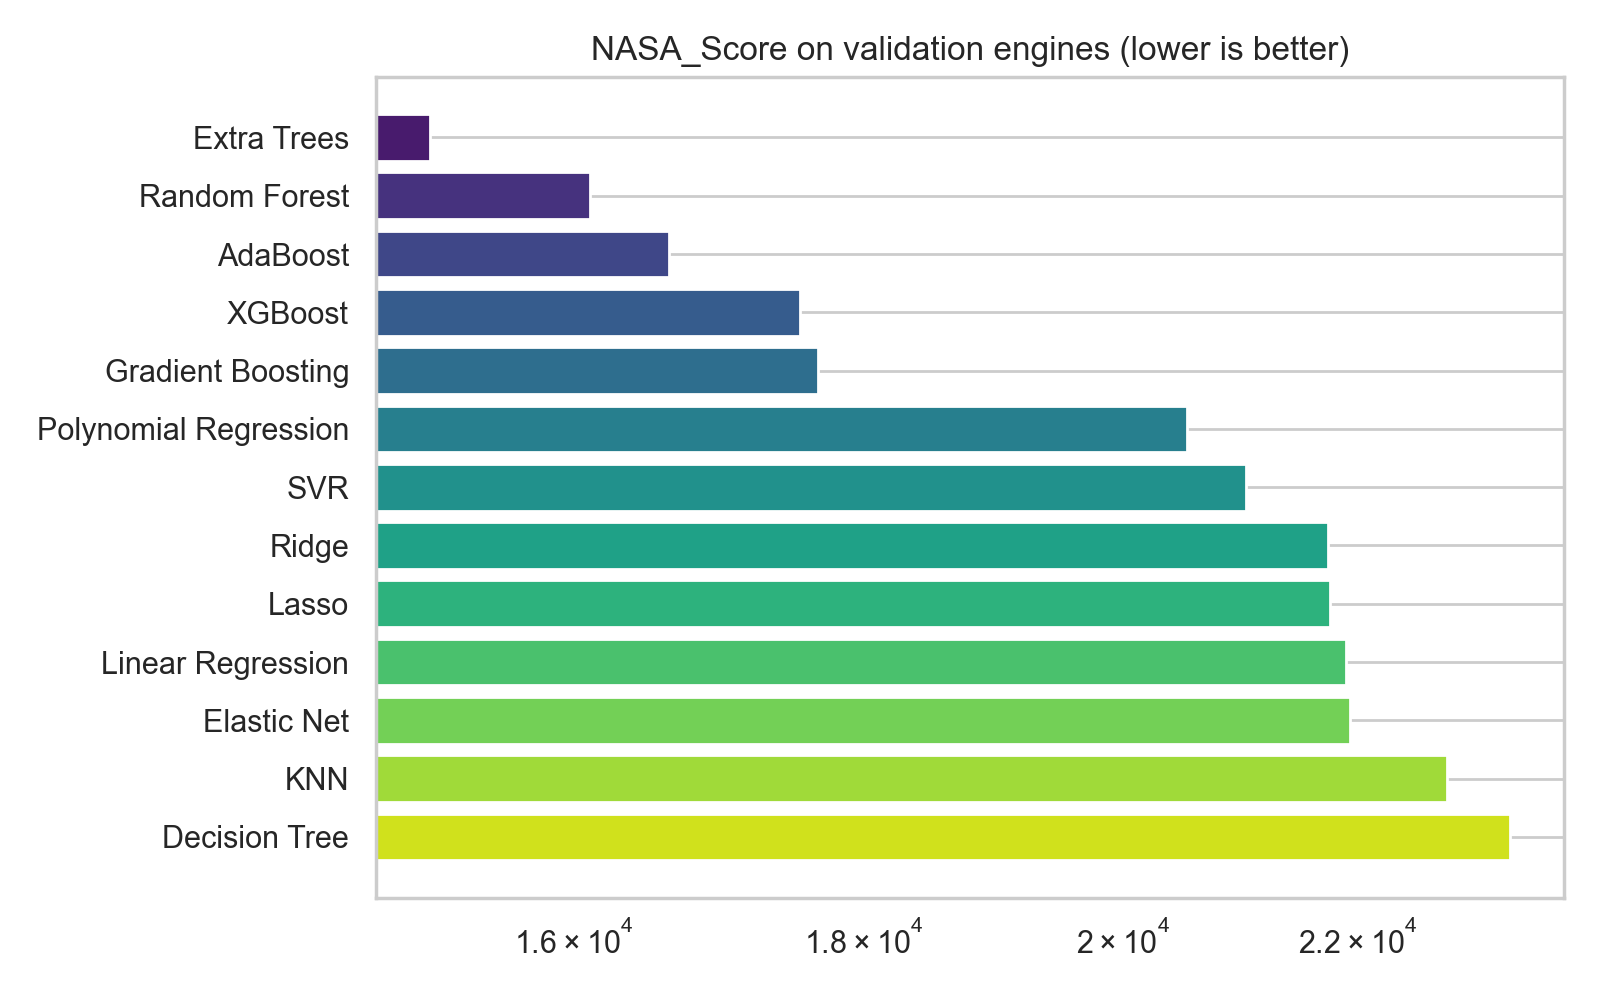 NASA_Score on validation engines (lower is better)
Extra Trees
Random Forest
AdaBoost
XGBoost
Gradient Boosting
Polynomial Regression
SVR
Ridge
Lasso
Linear Regression
Elastic Net
KNN
Decision Tree
1.6 × 10⁴ 1.8 × 10⁴ 2 × 10⁴ 2.2 × 10⁴